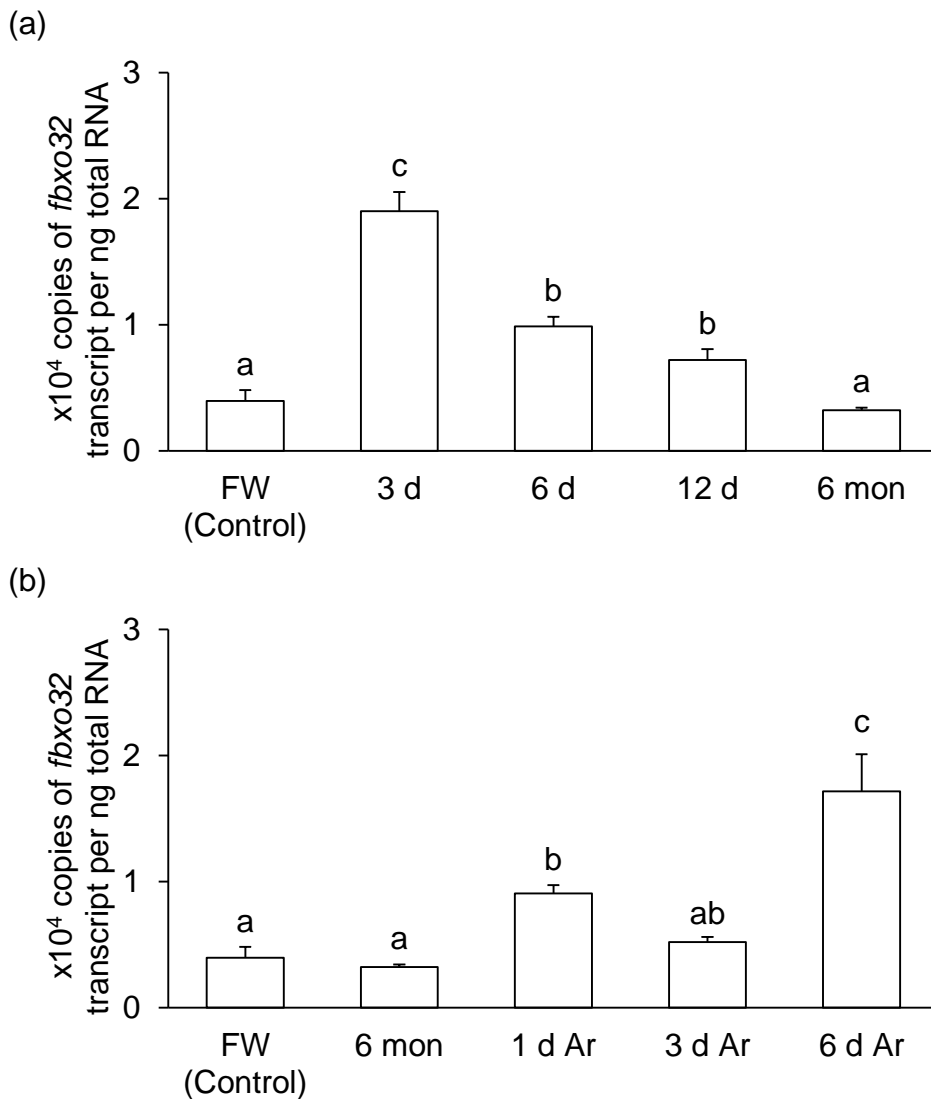 (a)
x10⁴ copies of fbxo32
transcript per ng total RNA
3
2
1
0
a
c
b
b
a
FW
(Control)
3 d
6 d
12 d
6 mon
(b)
x10⁴ copies of fbxo32
transcript per ng total RNA
3
2
1
0
a
a
b
ab
c
FW
(Control)
6 mon
1 d Ar
3 d Ar
6 d Ar